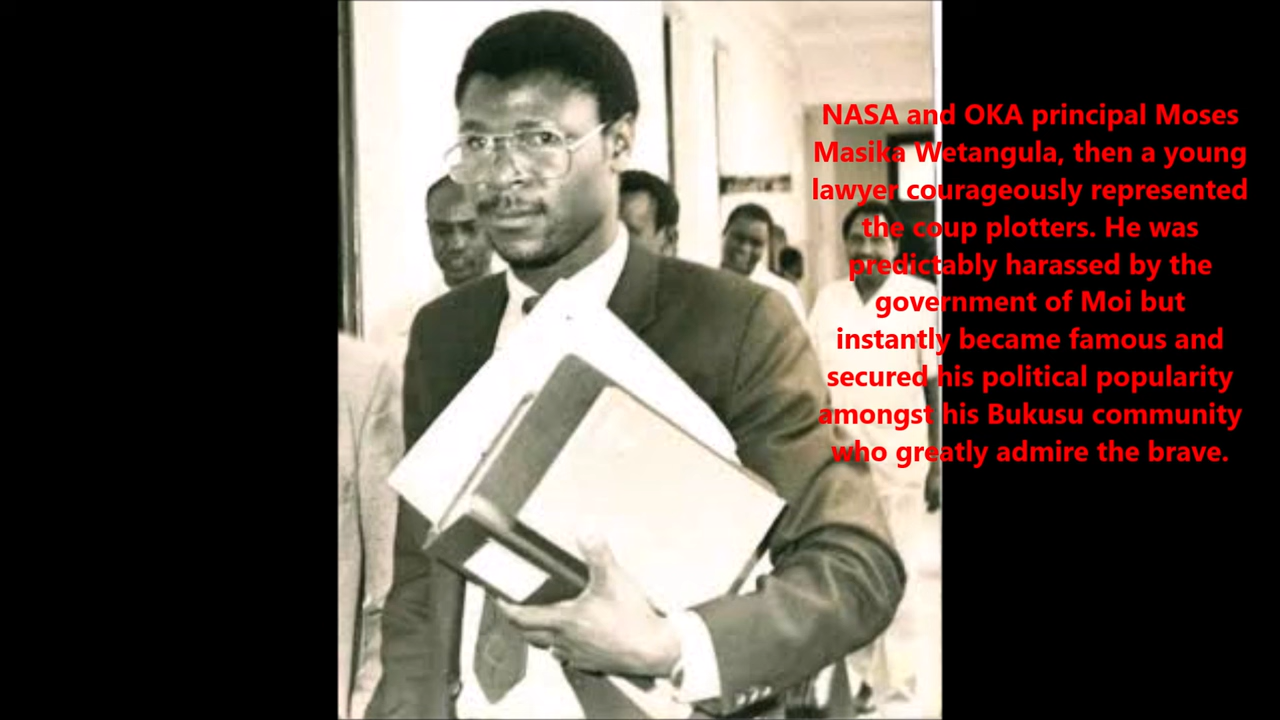 NASA and OKA principal Moses
Masika Wetangula, then a young
lawyer courageously represented
the coup plotters. He was
predictably harassed by the
government of Moi but
instantly became famous and
secured his political popularity
amongst his Bukusu community
who greatly admire the brave.